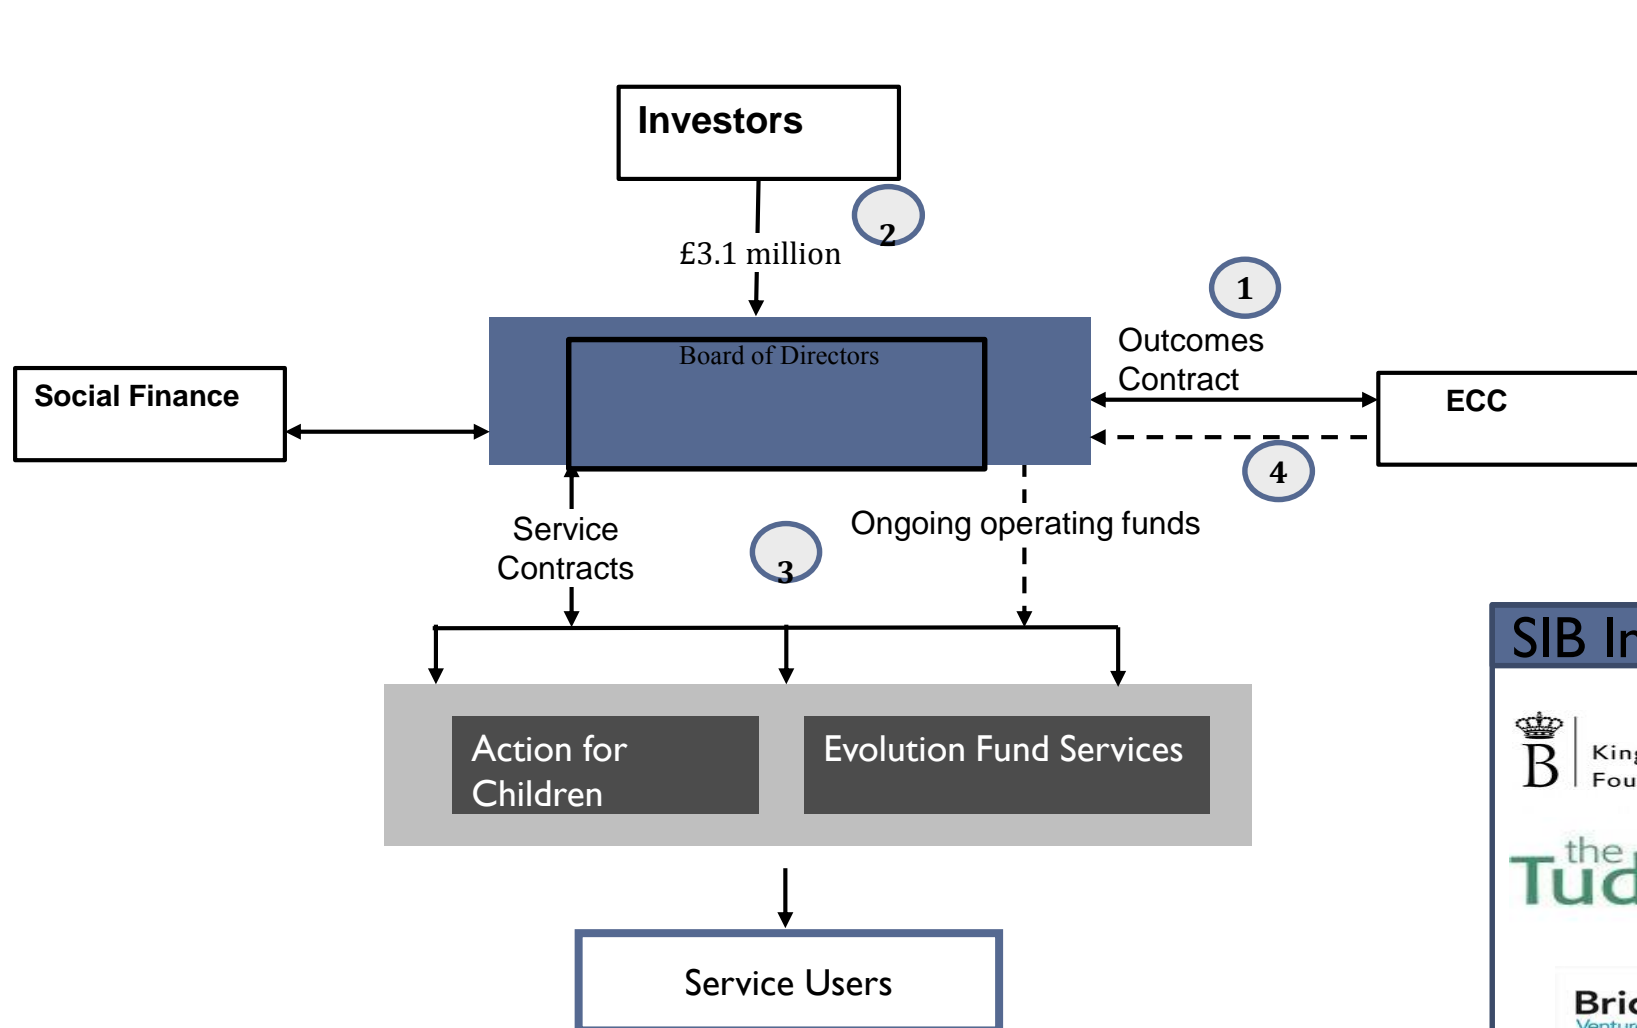 Investors
2
£3.1 million
1
Outcomes
Contract
Board of Directors
Social Finance
ECC
4
Service
Contracts
3
Ongoing operating funds
SIB
Action for
Children
Evolution Fund Services
B
the
Service Users